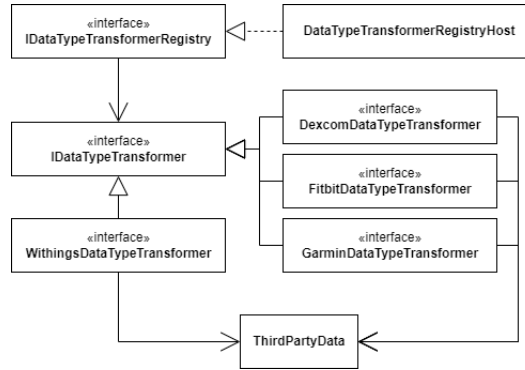 «interface»
IDataTypeTransformerRegistry
DataTypeTransformerRegistryHost
«interface»
IDataTypeTransformer
«interface»
DexcomDataTypeTransformer
«interface»
FitbitDataTypeTransformer
«interface»
WithingsDataTypeTransformer
«interface»
GarminDataTypeTransformer
ThirdPartyData